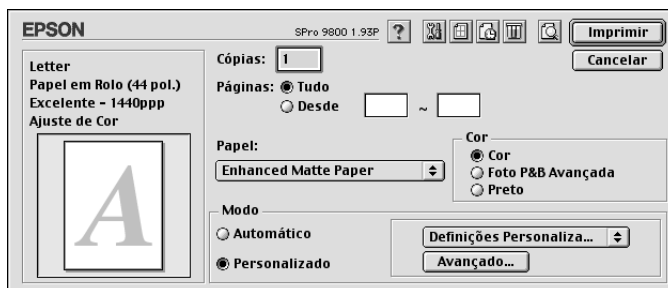 EPSON
SPro 9800 1.93P
?
Imprimir
Cancelar
Letter
Papel em Rolo (44 pol.)
Excelente - 1440ppp
Ajuste de Cor
A
Cópias: 1
Páginas: Tudo
Desde ~
Papel:
Enhanced Matte Paper
Cor
Cor
Foto P&B Avançada
Preto
Modo
Automático
Personalizado
Definições Personaliza...
Avançado...